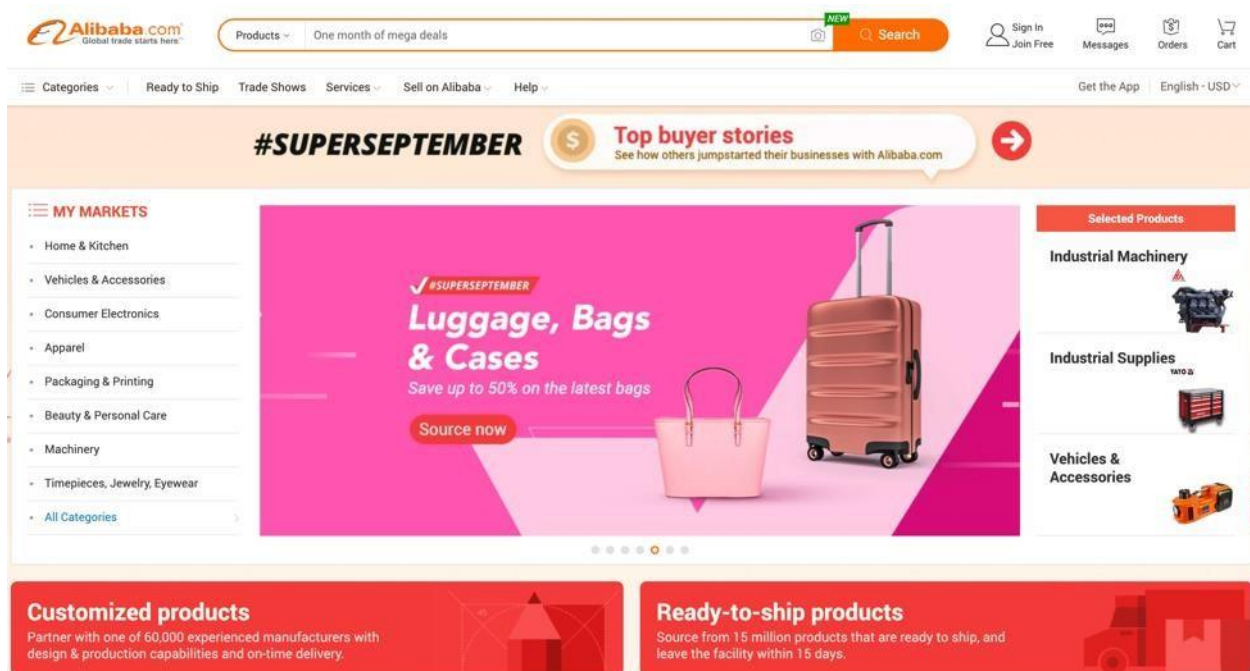 Alibaba.com
Global trade starts here.™
Products
One month of mega deals
NEW
Search
Sign In
Join Free
Messages
Orders
Cart
Categories
Ready to Ship
Trade Shows
Services
Sell on Alibaba
Help
Get the App
English - USD
#SUPERSEPTEMBER
$
Top buyer stories
See how others jumpstarted their businesses with Alibaba.com
MY MARKETS
Home & Kitchen
Vehicles & Accessories
Consumer Electronics
Apparel
Packaging & Printing
Beauty & Personal Care
Machinery
Timepieces, Jewelry, Eyewear
All Categories
#SUPERSEPTEMBER
Luggage, Bags
& Cases
Save up to 50% on the latest bags
Source now
Selected Products
Industrial Machinery
Industrial Supplies
YATO
Vehicles &
Accessories
Customized products
Partner with one of 60,000 experienced manufacturers with
design & production capabilities and on-time delivery.
Ready-to-ship products
Source from 15 million products that are ready to ship, and
leave the facility within 15 days.